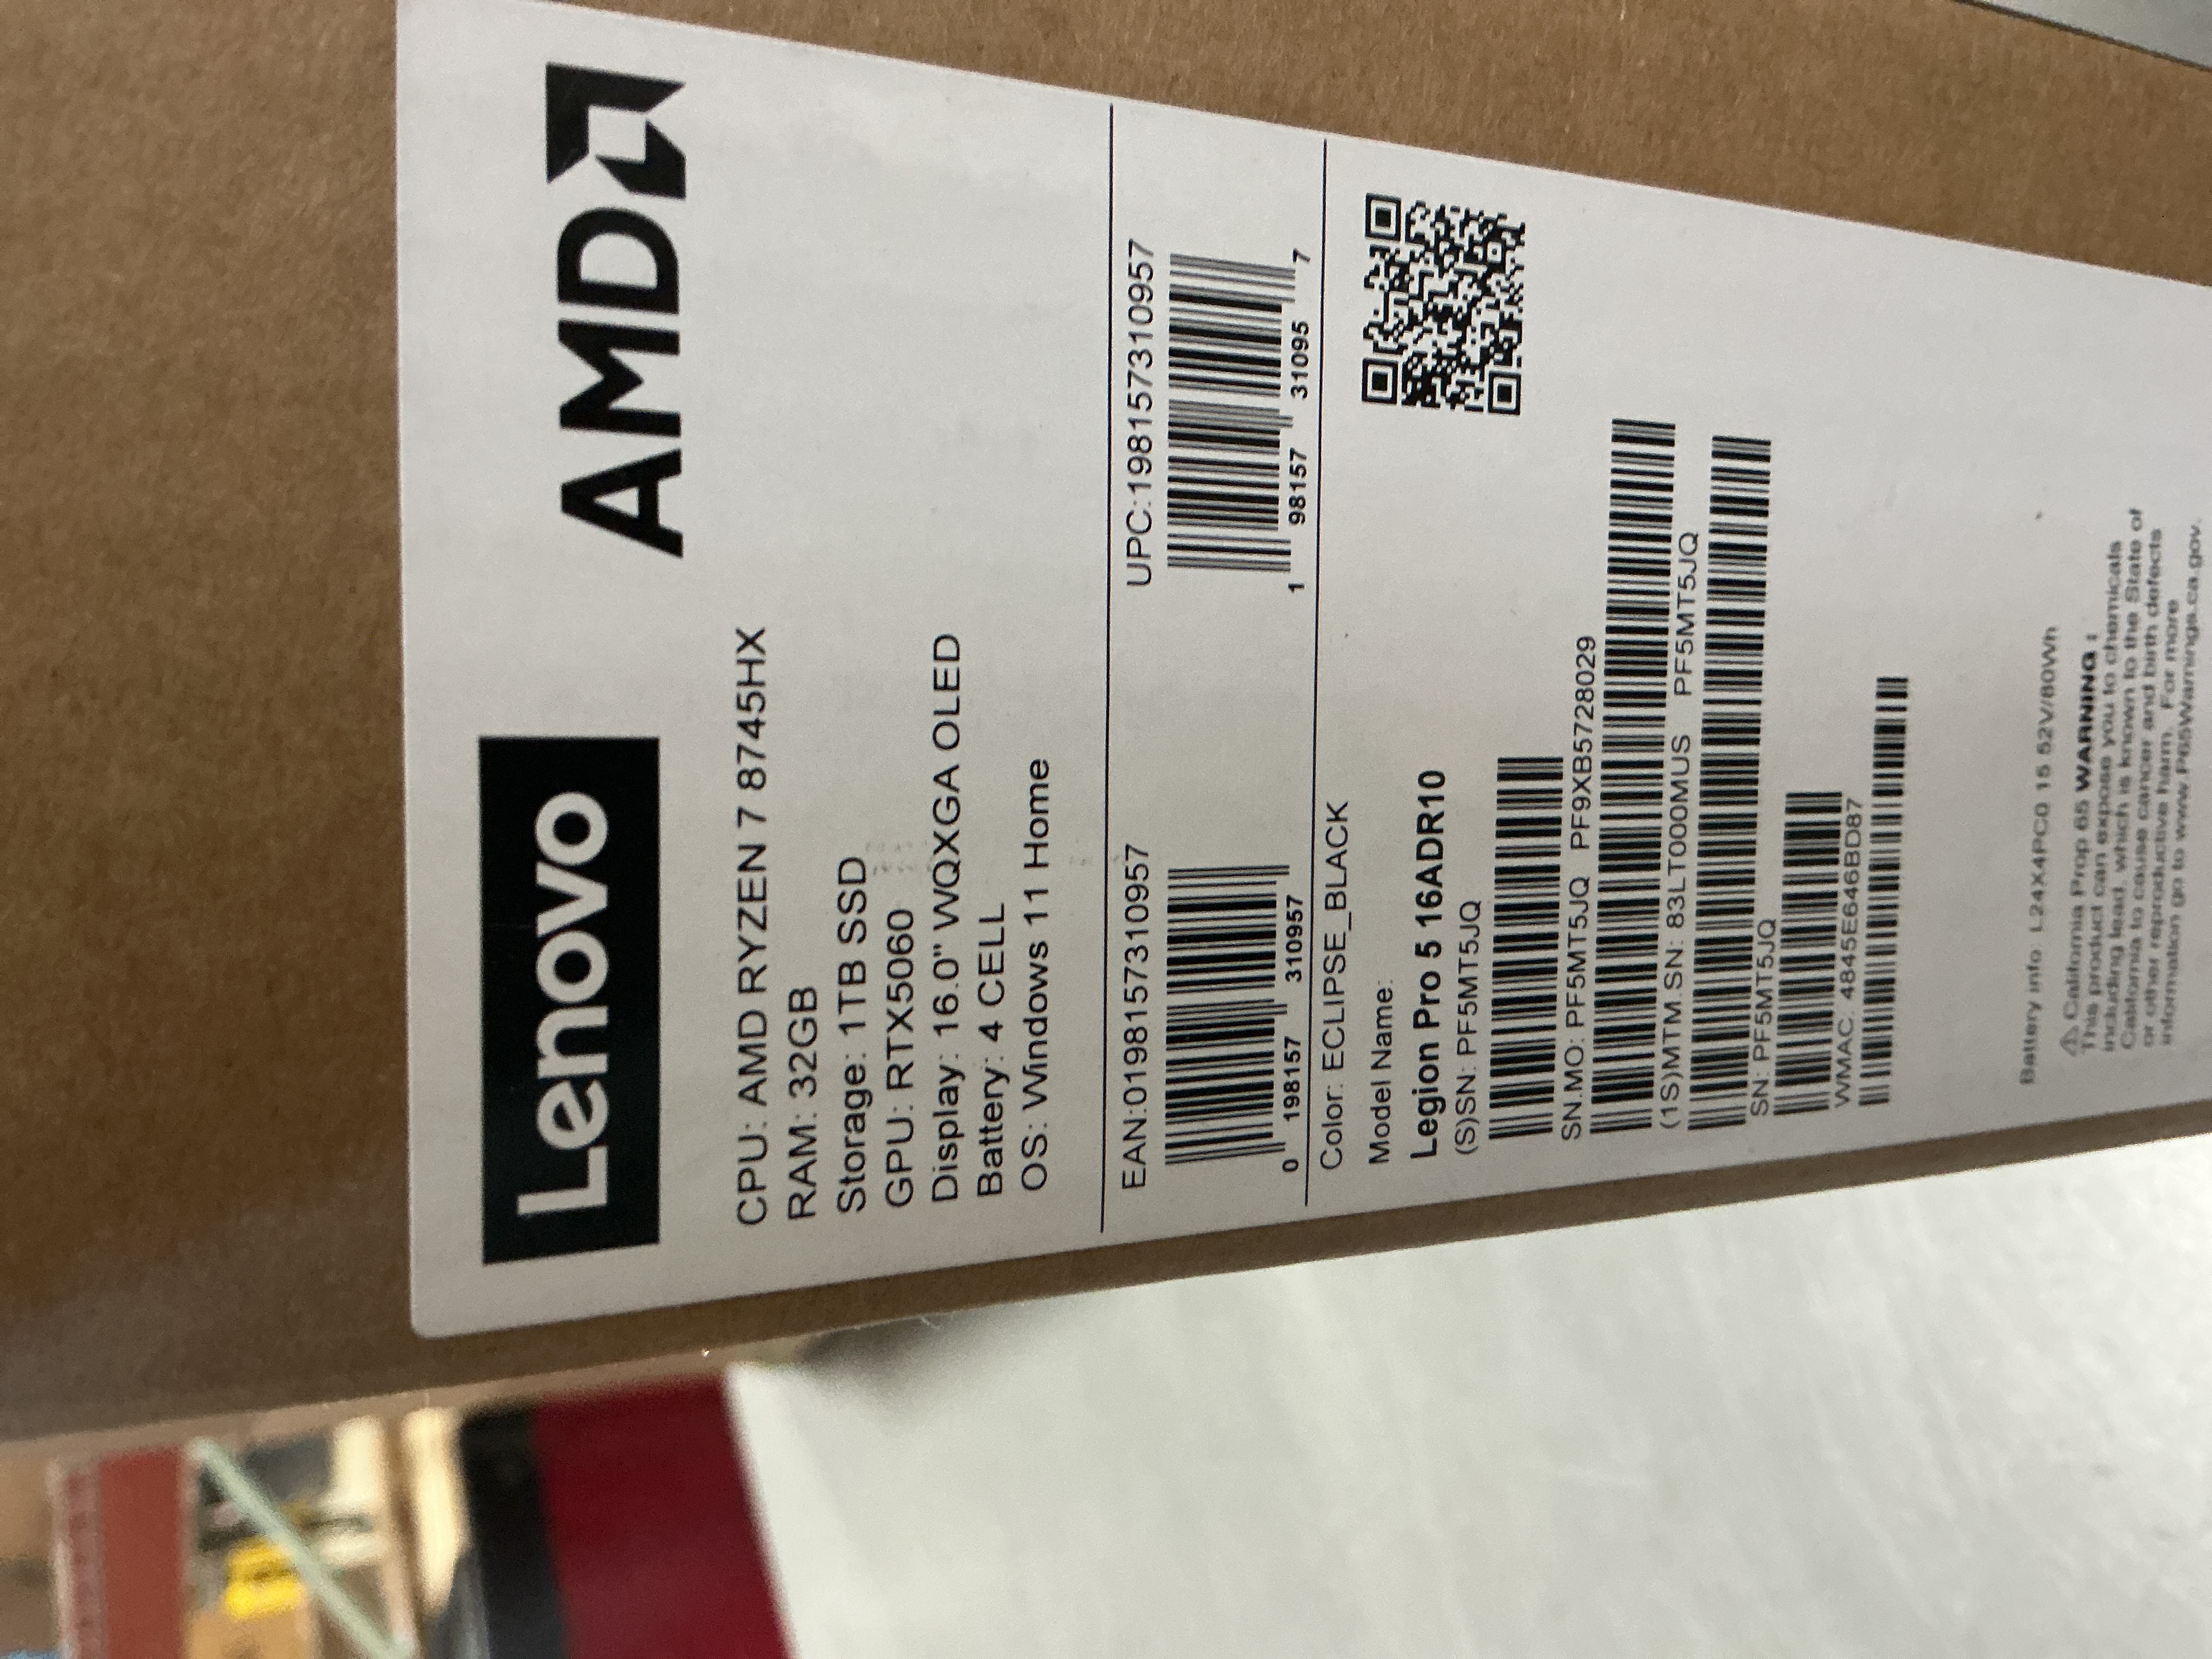 Lenovo
AMD
CPU: AMD RYZEN 7 8745HX
RAM: 32GB
Storage: 1TB SSD
GPU: RTX5060
Display: 16.0" WQXGA OLED
Battery: 4 CELL
OS: Windows 11 Home
EAN:0198157310957
0 198157 310957
UPC:198157310957
1 98157 31095 7
Color: ECLIPSE_BLACK
Model Name:
Legion Pro 5 16ADR10
(S)SN: PF5MT5JQ
SN.MO: PF5MT5JQ PF9XB5728029
(1S)MTM.SN: 83LT000MUS PF5MT5JQ
SN: PF5MT5JQ
WMAC: 4845E646BD87
Battery info L24X4PC0 15 52V/80Wh
⚠ California Prop 65 WARNING :
This product can expose you to chemicals
including lead, which is known to the State of
California to cause cancer and birth defects
or other reproductive harm. For more
information go to www.P65Warnings.ca.gov.